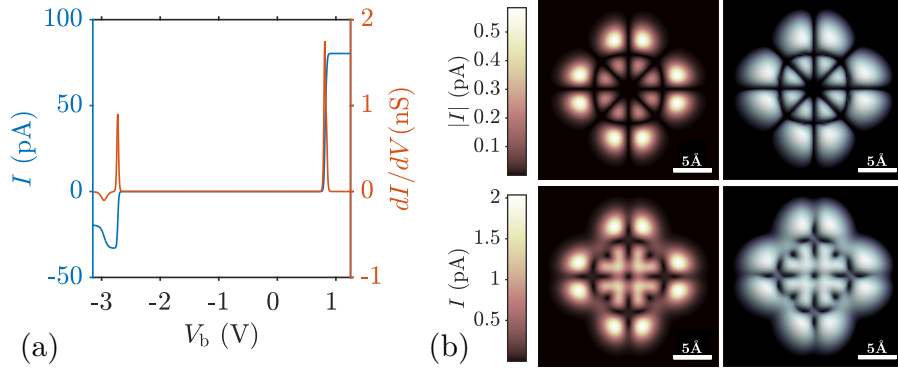 100
50
0
-50
I (pA)
2
1
0
-1
dI/dV (nS)
-3
-2
-1
0
1
V_b (V)
(a)
0.5
0.4
0.3
0.2
0.1
|I| (pA)
5Å
5Å
2
1.5
1
0.5
I (pA)
5Å
5Å
(b)